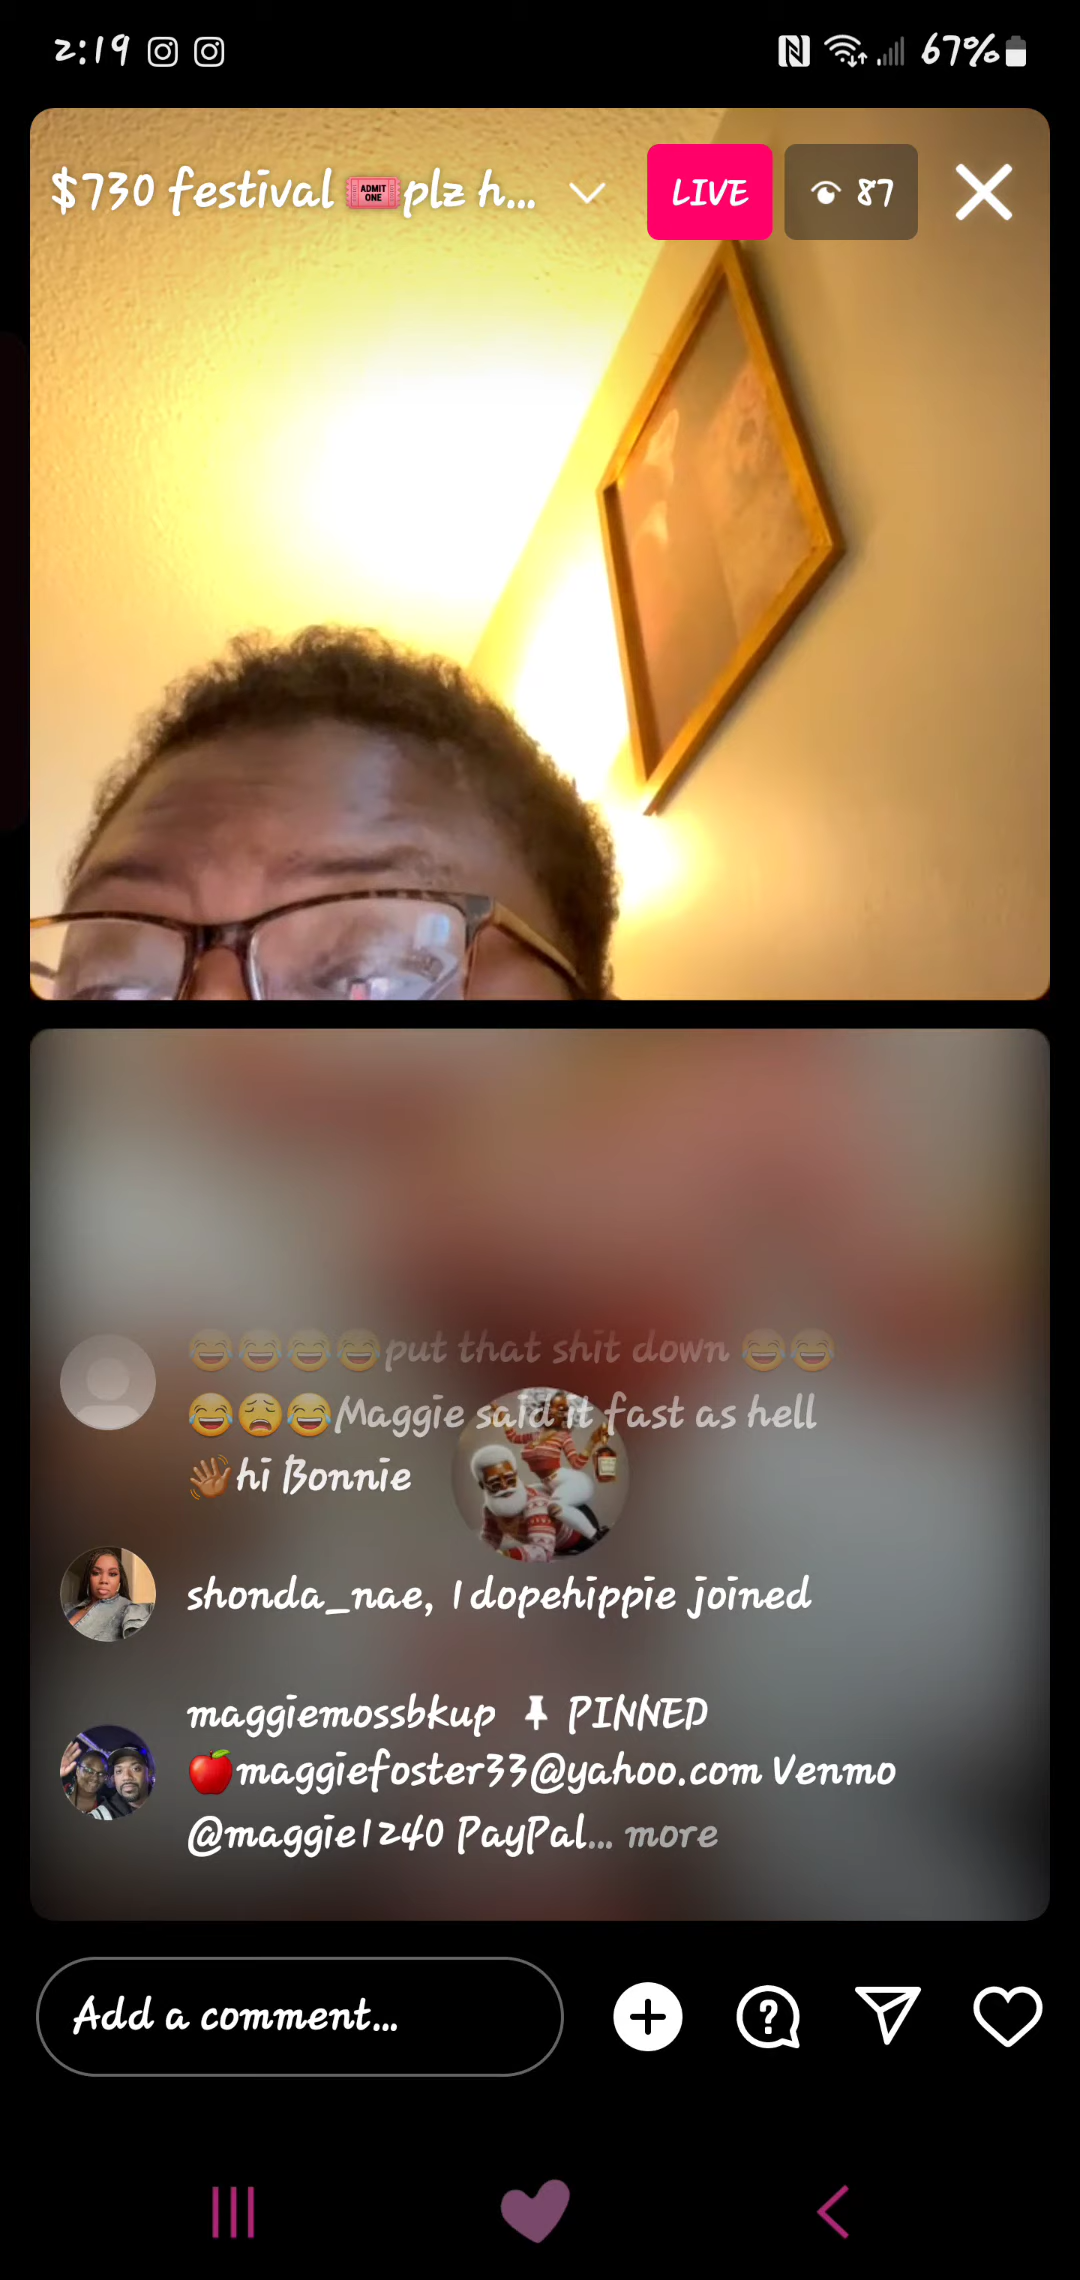 2:19 67%
$730 festival 🎟plz h... LIVE 87
😂😂😂😂put that shit down 😂😂
😂😩😂Maggie said it fast as hell
👋🏾hi Bonnie
shonda_nae, 1dopehippie joined
maggiemossbkup 📌 PINNED
🍎maggiefoster33@yahoo.com Venmo
@maggie1240 PayPal... more
Add a comment...